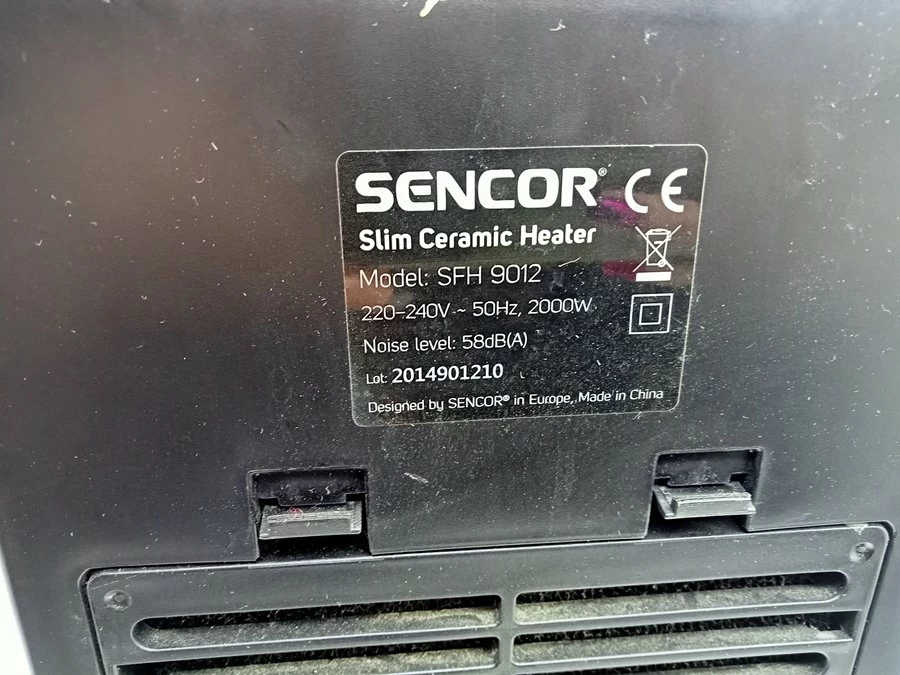 SENCOR® CE
Slim Ceramic Heater
Model: SFH 9012
220-240V ~ 50Hz, 2000W
Noise level: 58dB(A)
Lot: 2014901210
Designed by SENCOR® in Europe, Made in China